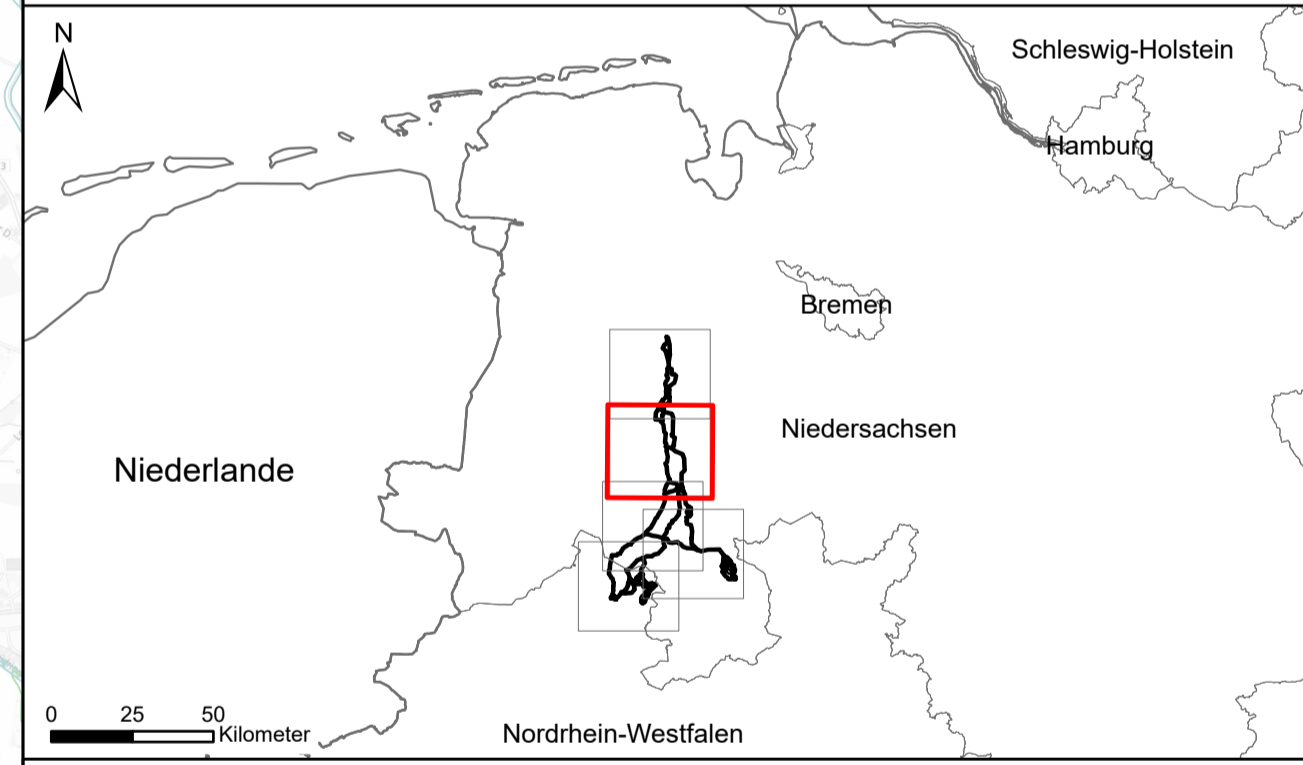 N
Schleswig-Holstein
Hamburg
Bremen
Niedersachsen
Niederlande
0 25 50
Kilometer
Nordrhein-Westfalen